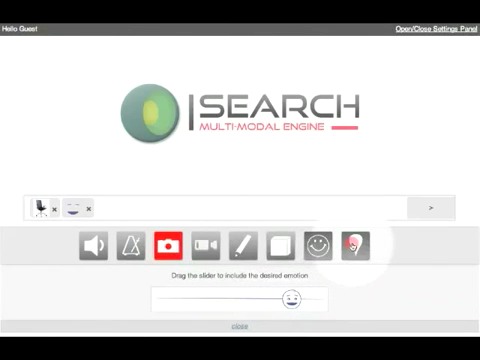 Hello Guest
Open/Close Settings Panel
|SEARCH
MULTI-MODAL ENGINE
x x
>
Drag the slider to include the desired emotion
close